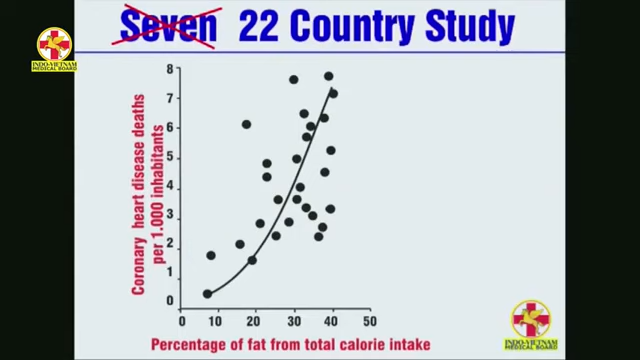 Seven 22 Country Study
INDO-VIETNAM
MEDICAL BOARD
Coronary heart disease deaths
per 1.000 inhabitants
8
7
6
5
4
3
2
1
0
0 10 20 30 40 50
Percentage of fat from total calorie intake
INDO-VIETNAM
MEDICAL BOARD